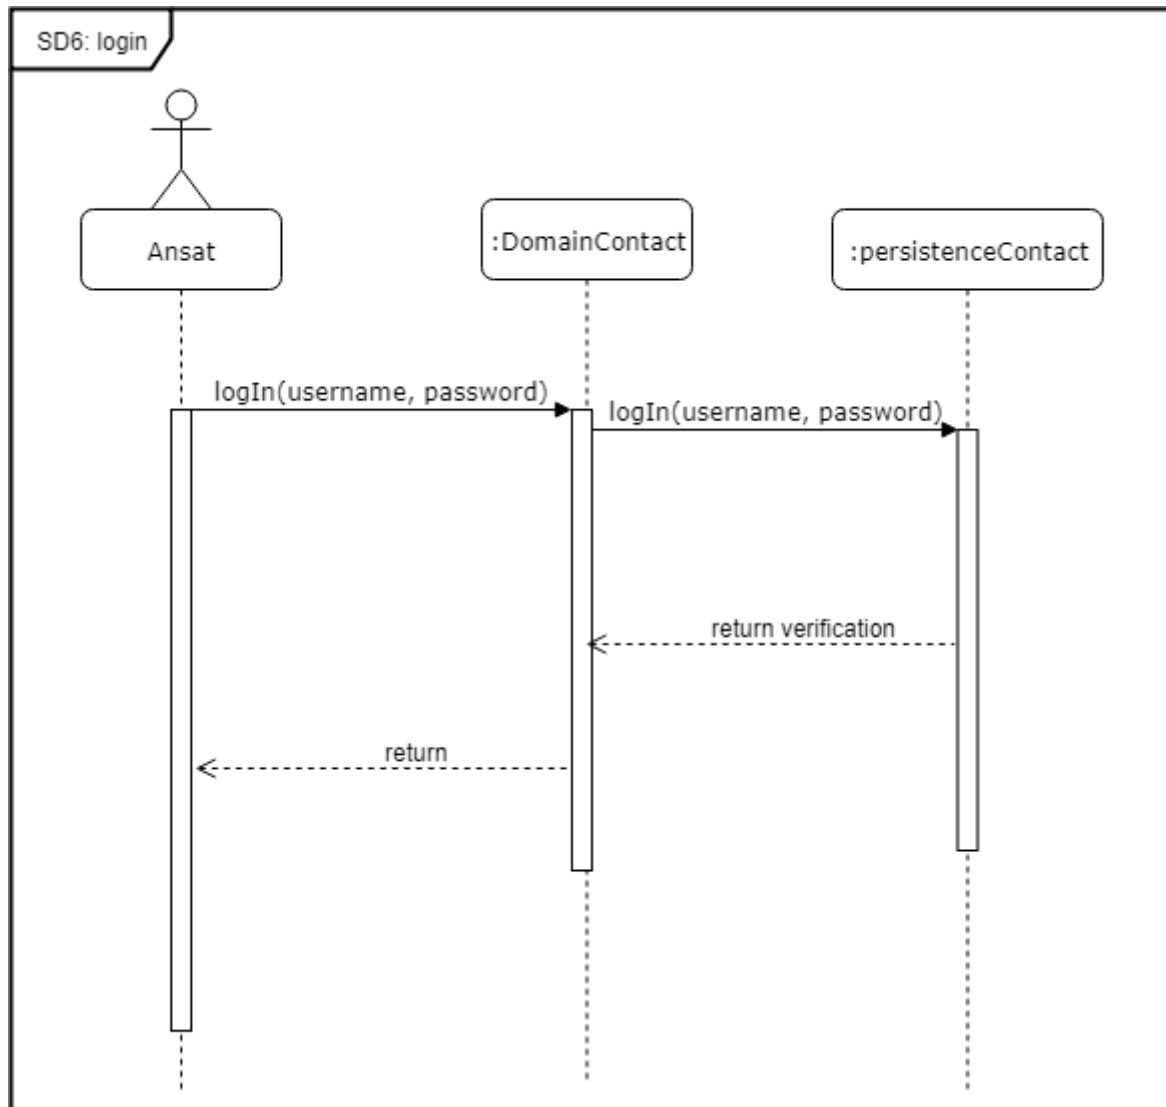 SD6: login
Ansat
:DomainContact
:persistenceContact
logIn(username, password)
logIn(username, password)
return verification
return